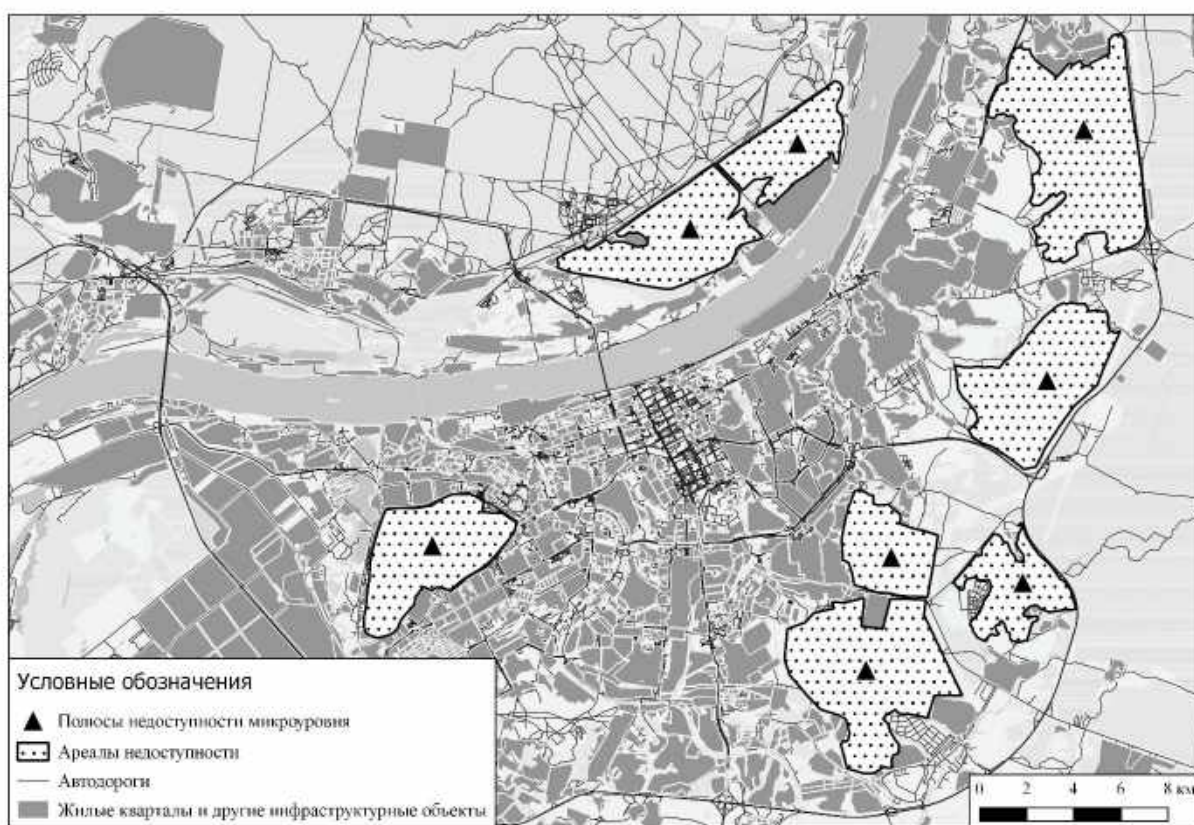 Условные обозначения
Полюсы недоступности микроуровня
Ареалы недоступности
Автодороги
Жилые кварталы и другие инфраструктурные объекты
0 2 4 6 8 км